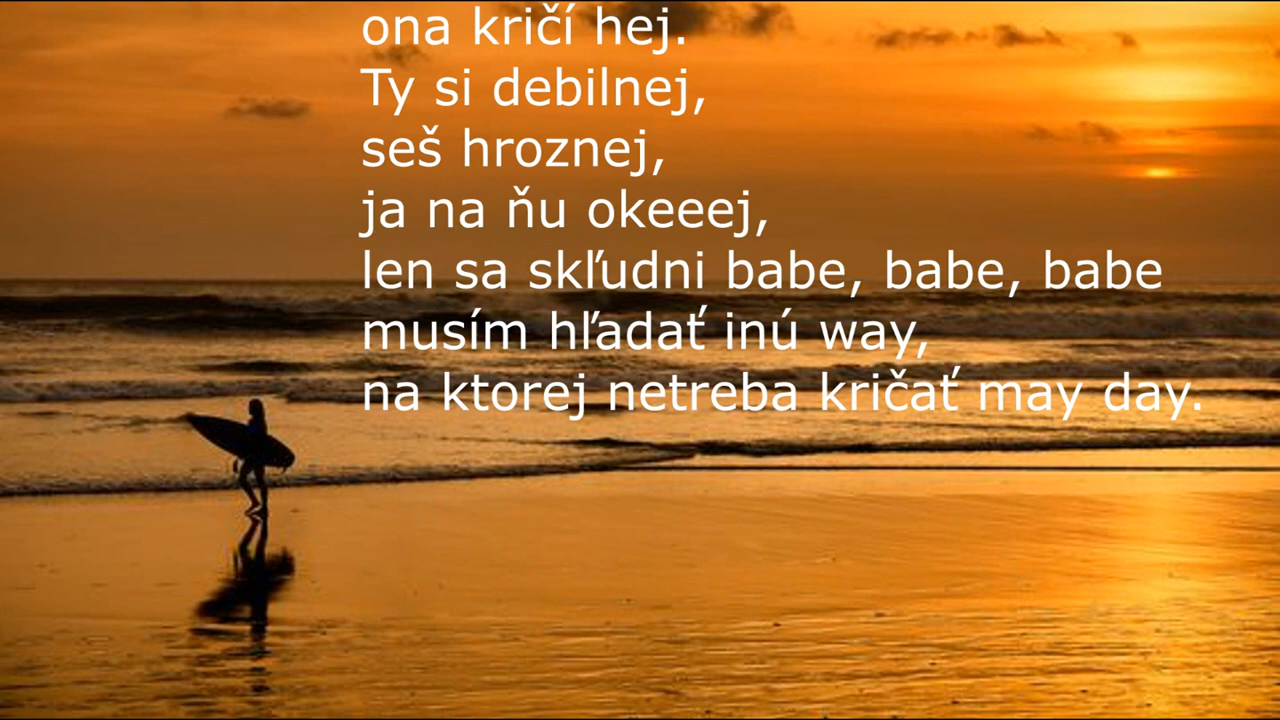 ona kričí hej.
Ty si debilnej,
seš hroznej,
ja na ňu okeeej,
len sa skľudni babe, babe, babe
musím hľadať inú way,
na ktorej netreba kričať may day.